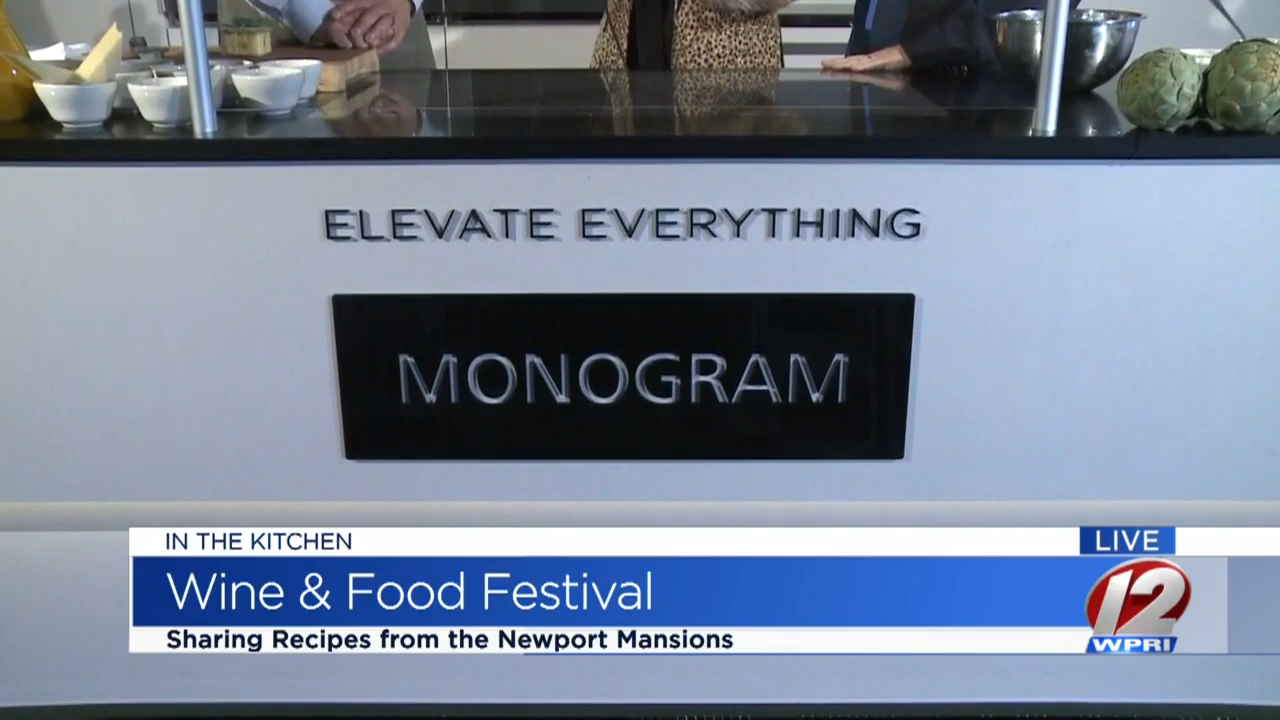 ELEVATE EVERYTHING
MONOGRAM
IN THE KITCHEN
LIVE
Wine & Food Festival
12
Sharing Recipes from the Newport Mansions
WPRI